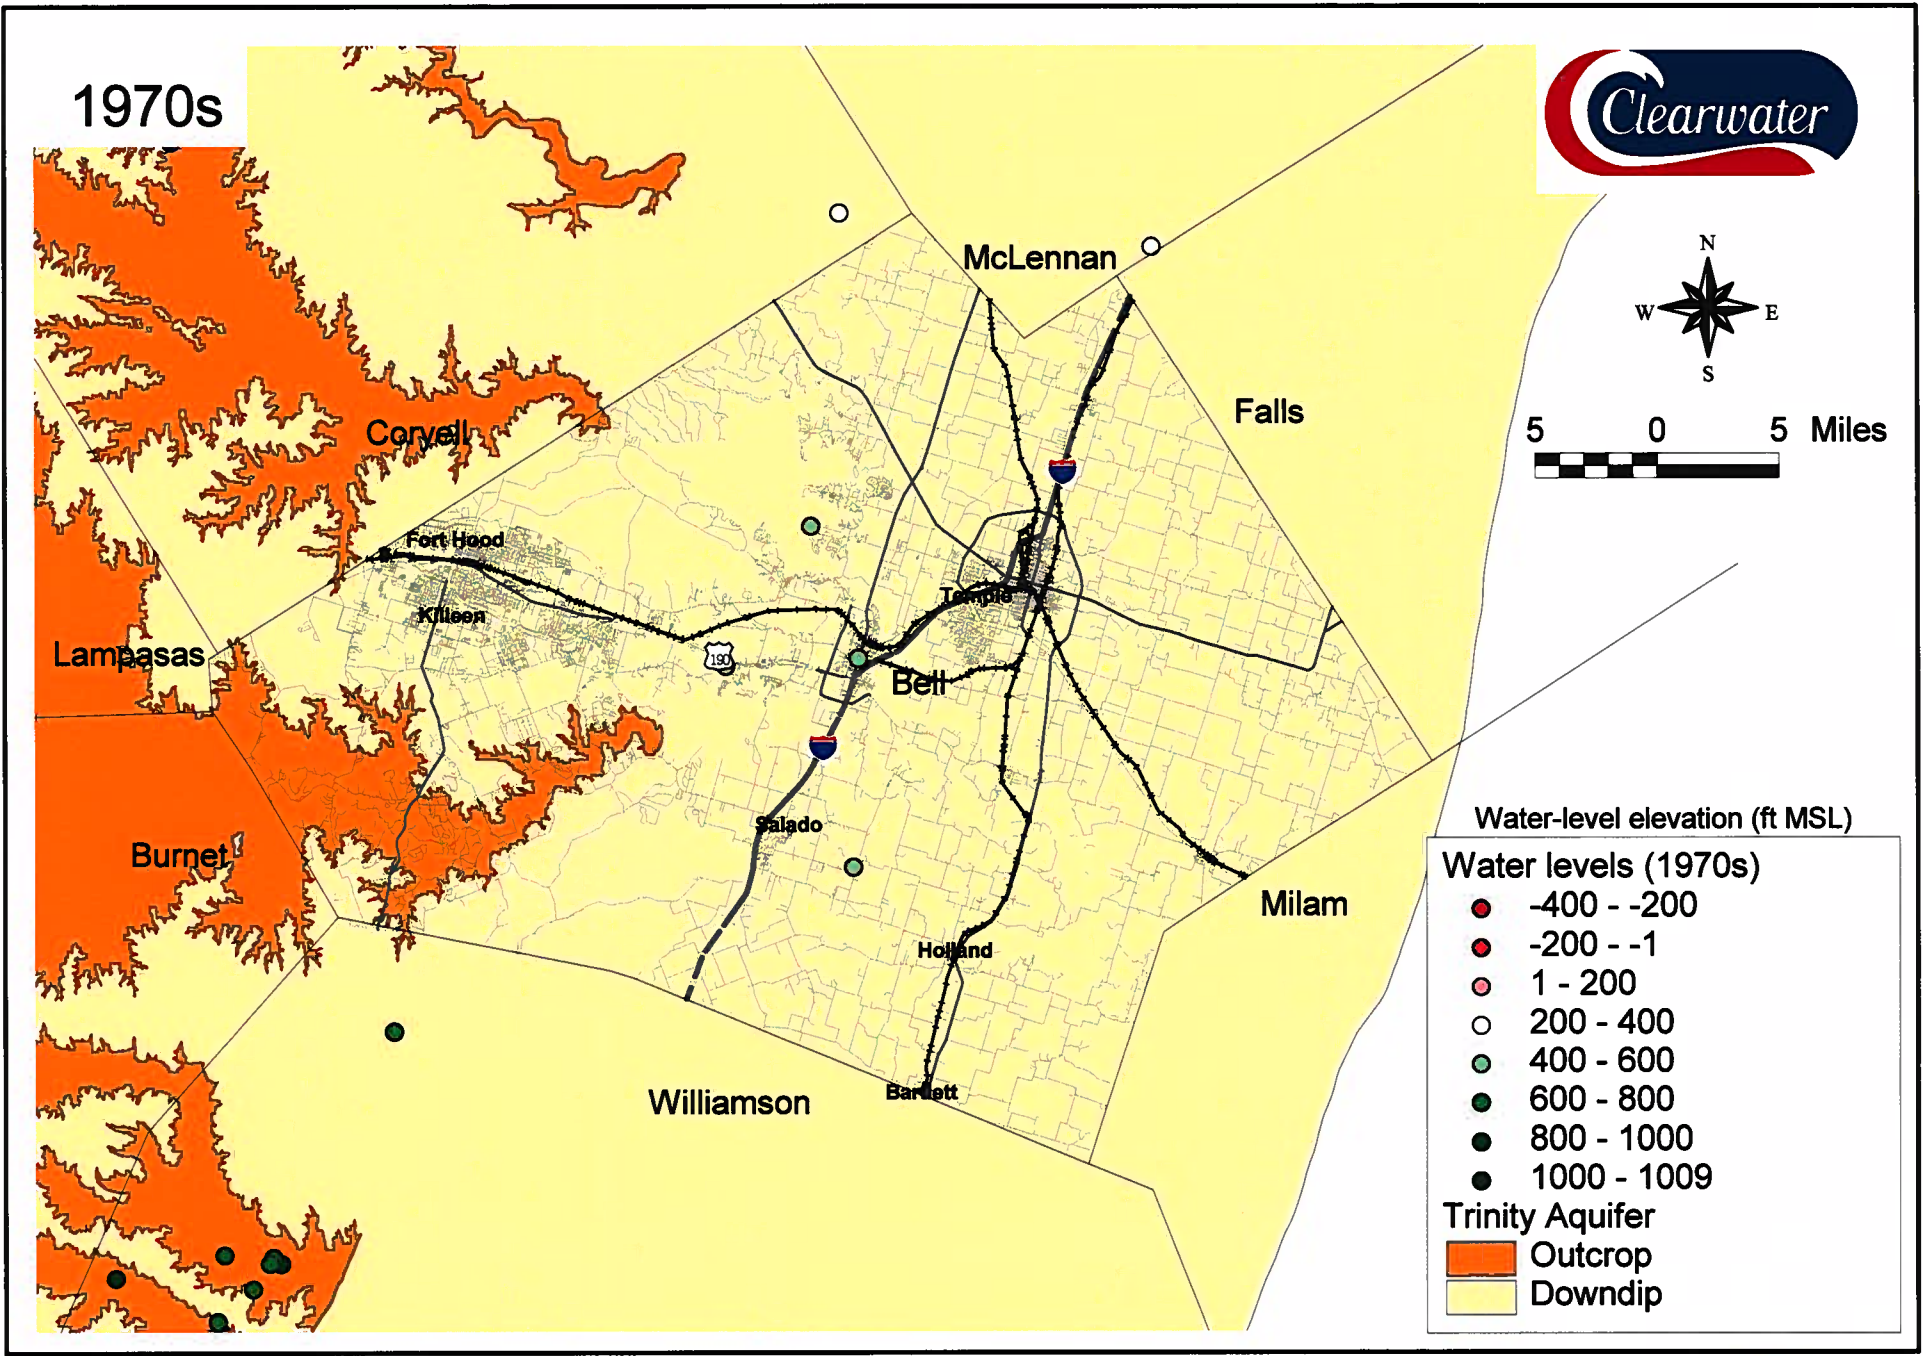 1970s
Clearwater
N
McLennan
W E
S
Falls
5 0 5 Miles
Coryell
Fort Hood
Temple
Killeen
Lampasas
190
Bell
Salado
Water-level elevation (ft MSL)
Burnet
Water levels (1970s)
-400 - -200
Milam
-200 - -1
Holland
1 - 200
200 - 400
400 - 600
Bartlett
Williamson
600 - 800
800 - 1000
1000 - 1009
Trinity Aquifer
Outcrop
Downdip